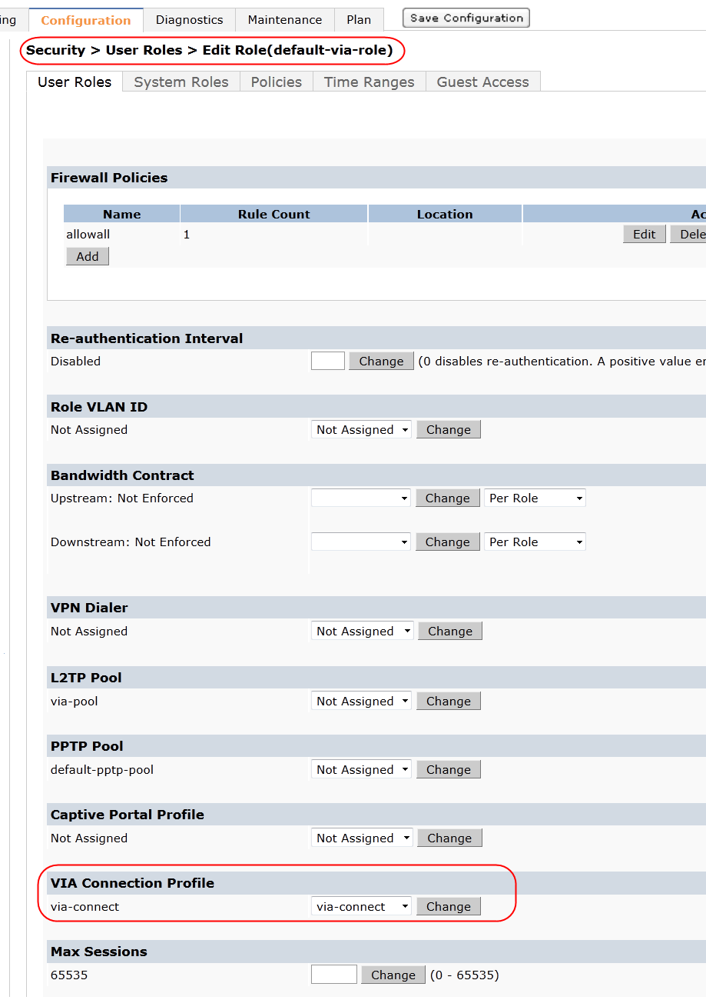 ing Configuration Diagnostics Maintenance Plan Save Configuration
Security > User Roles > Edit Role(default-via-role)
User Roles System Roles Policies Time Ranges Guest Access
Firewall Policies
Name Rule Count Location Ac
allowall 1 Edit Dele
Add
Re-authentication Interval
Disabled Change (0 disables re-authentication. A positive value er
Role VLAN ID
Not Assigned Not Assigned Change
Bandwidth Contract
Upstream: Not Enforced Change Per Role
Downstream: Not Enforced Change Per Role
VPN Dialer
Not Assigned Not Assigned Change
L2TP Pool
via-pool Not Assigned Change
PPTP Pool
default-pptp-pool Not Assigned Change
Captive Portal Profile
Not Assigned Not Assigned Change
VIA Connection Profile
via-connect via-connect Change
Max Sessions
65535 Change (0 - 65535)